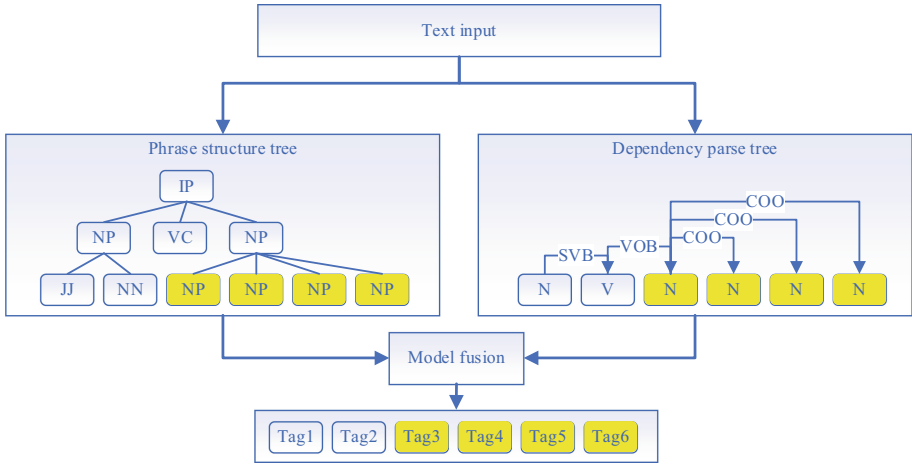 Text input
Phrase structure tree
IP
NP VC NP
JJ NN NP NP NP NP
Dependency parse tree
COO
COO
SVB VOB COO
N V N N N N
Model fusion
Tag1 Tag2 Tag3 Tag4 Tag5 Tag6